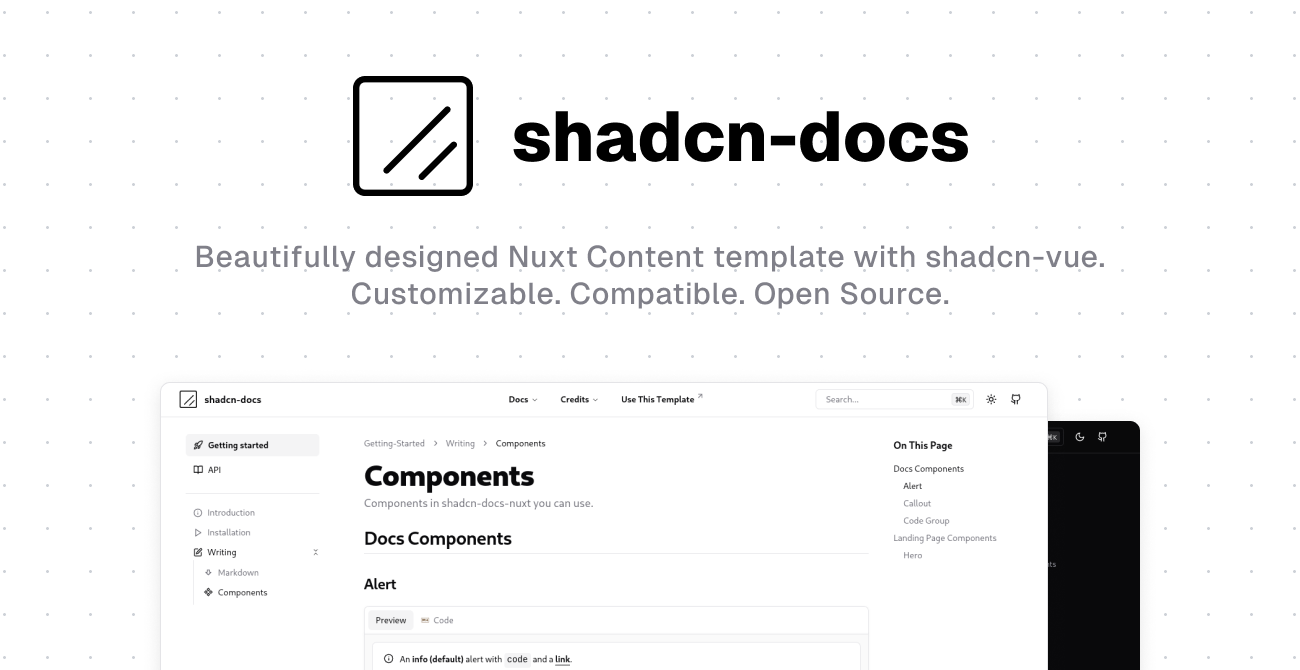 shadcn-docs
Beautifully designed Nuxt Content template with shadcn-vue.
Customizable. Compatible. Open Source.
shadcn-docs
Docs
Credits
Use This Template
Search...
⌘K
⌘K
Getting started
API
Introduction
Installation
Writing
Markdown
Components
Getting-Started > Writing > Components
Components
Components in shadcn-docs-nuxt you can use.
Docs Components
Alert
Preview
Code
An info (default) alert with code and a link.
On This Page
Docs Components
Alert
Callout
Code Group
Landing Page Components
Hero